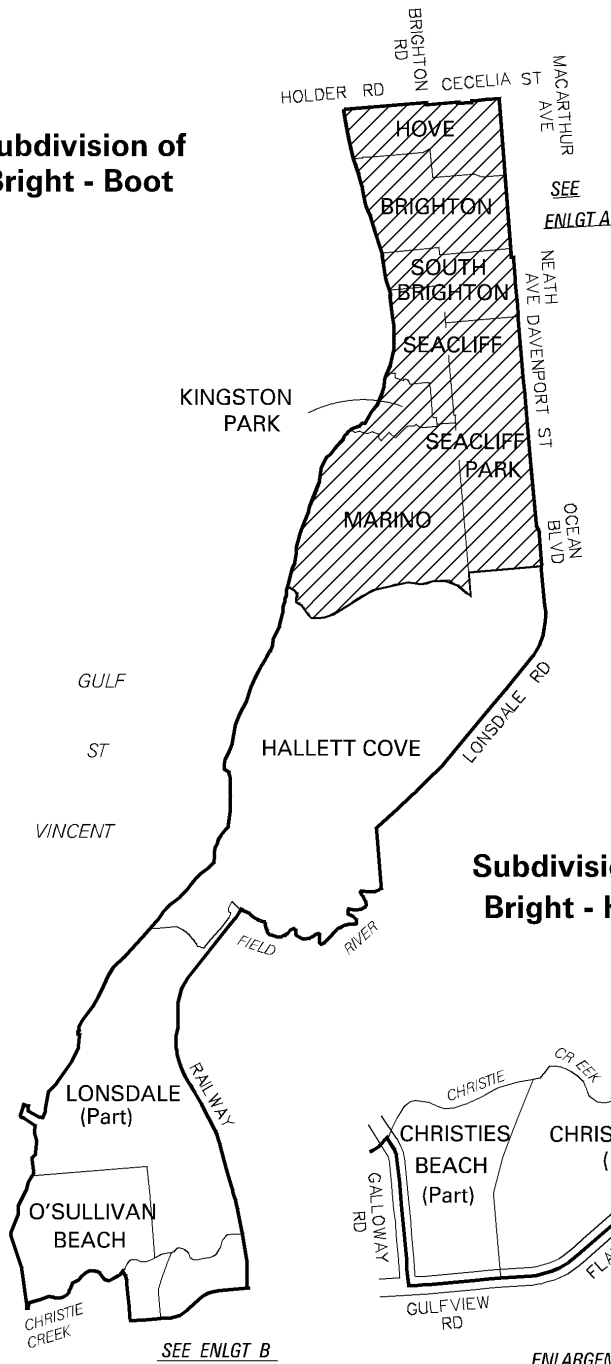 BRIGHTON
RD
HOLDER RD
CECELIA ST
MACARTHUR
AVE
ubdivision of
Bright - Boot
HOVE
SEE
ENLGT A
BRIGHTON
NEATH
AVE
SOUTH
BRIGHTON
DAVENPORT ST
SEACLIFF
KINGSTON
PARK
SEACLIFF
PARK
MARINO
OCEAN
BLVD
GULF
ST
VINCENT
LONSDALE RD
HALLETT COVE
Subdivisi
Bright - H
FIELD
RIVER
RAILWAY
LONSDALE
(Part)
O'SULLIVAN
BEACH
CHRISTIE
CREEK
SEE ENLGT B
CHRISTIE
CREEK
CHRISTIES
BEACH
(Part)
CHRIS
(
GALLOWAY
RD
FLA
GULFVIEW
RD
ENLARGEN